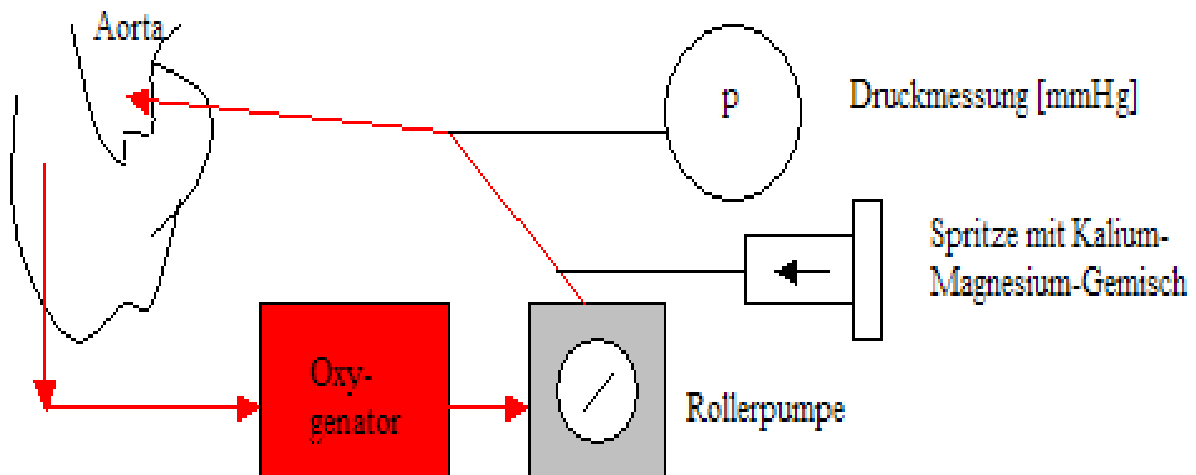 Aorta
p
Druckmessung [mmHg]
Spritze mit Kalium-
Magnesium-Gemisch
Oxy-
genator
Rollerpumpe